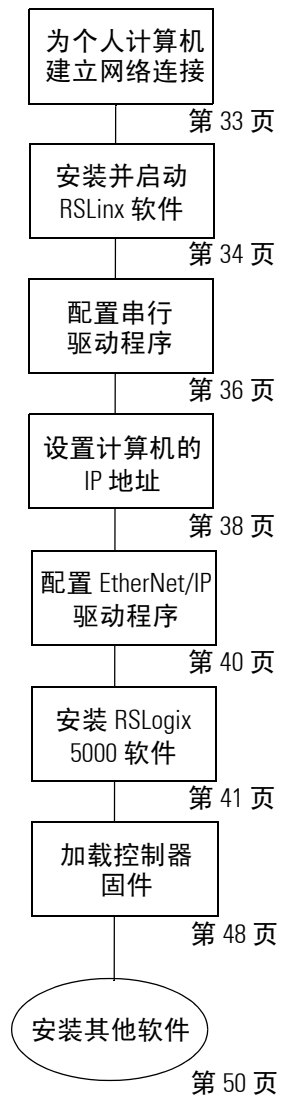 为个人计算机
建立网络连接
第 33 页
安装并启动
RSLinx 软件
第 34 页
配置串行
驱动程序
第 36 页
设置计算机的
IP 地址
第 38 页
配置 EtherNet/IP
驱动程序
第 40 页
安装 RSLogix
5000 软件
第 41 页
加载控制器
固件
第 48 页
安装其他软件
第 50 页